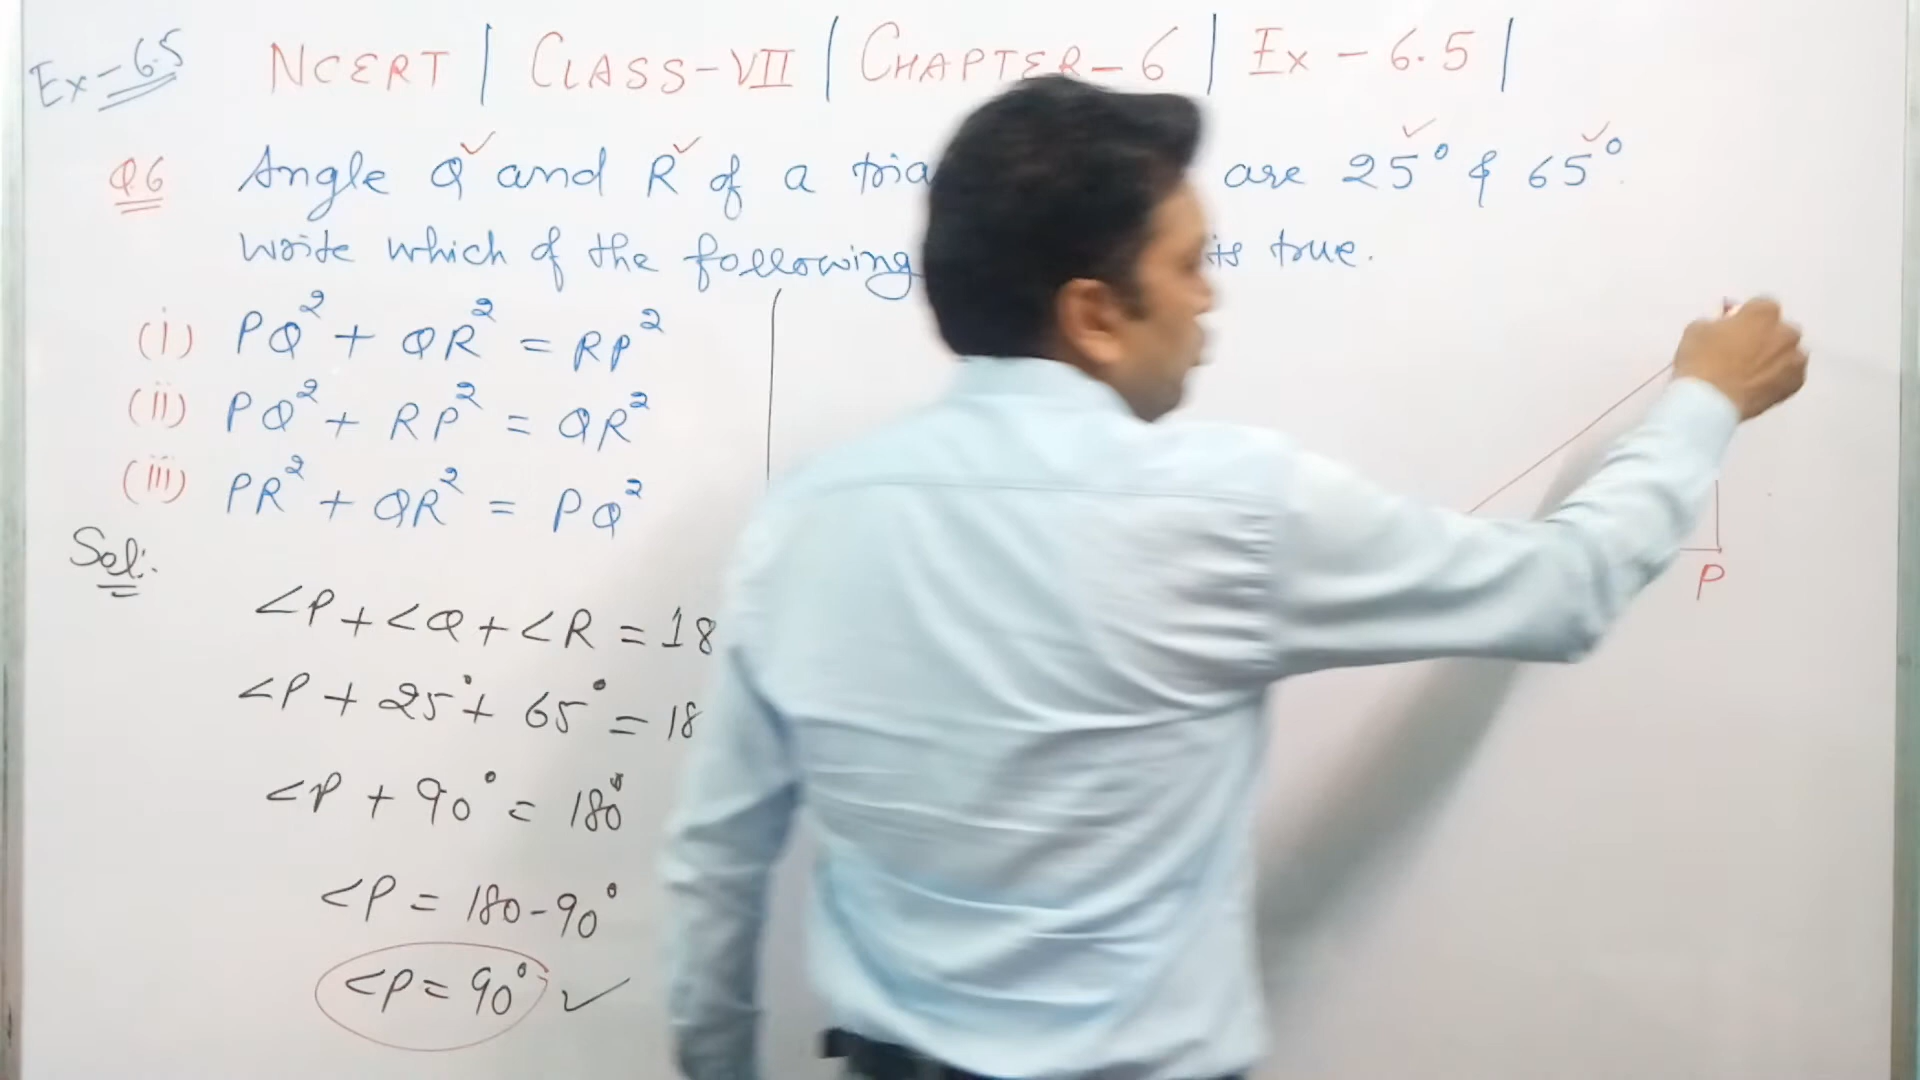 Ex-6.5 NCERT | CLASS-VII | CHAPTER-6 | Ex - 6.5 |
Q6 Angle Q and R of a are 25° & 65°.
Write which of the following is true.
(i) PQ² + QR² = RP²
(ii) PQ² + RP² = QR²
(iii) PR² + QR² = PQ²
Sol:
∠P + ∠Q + ∠R = 18
∠P + 25° + 65° = 18
∠P + 90° = 180°
∠P = 180 - 90°
∠P = 90° ✓
P